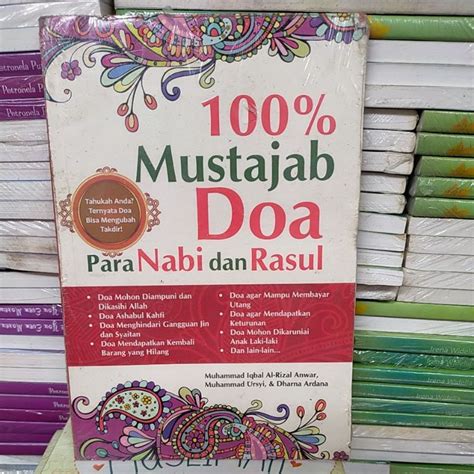 100%
Mustajab
Doa
Para Nabi dan Rasul
Tahukah Anda?
Ternyata Doa
Bisa Mengubah
Takdir!
• Doa Mohon Diampuni dan
Dikasihi Allah
• Doa Ashabul Kahfi
• Doa Menghindari Gangguan Jin
dan Syaitan
• Doa Mendapatkan Kembali
Barang yang Hilang
• Doa agar Mampu Membayar
Utang
• Doa agar Mendapatkan
Keturunan
• Doa Mohon Dikaruniai
Anak Laki-laki
• Dan lain-lain...
Muhammad Iqbal Al-Rizal Anwar,
Muhammad Ursyi, & Dharna Ardana
Petronela Pu
Petronela